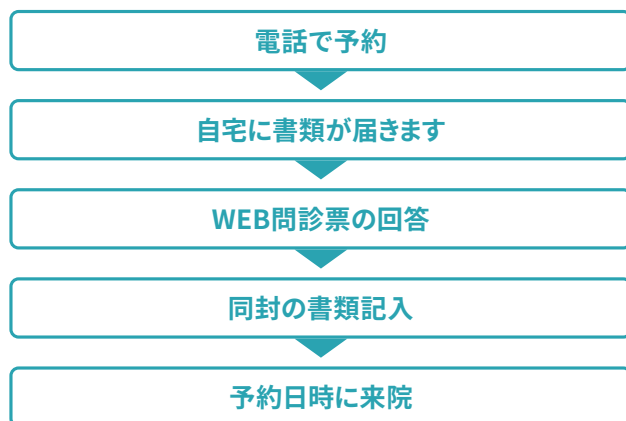 電話で予約
自宅に書類が届きます
WEB問診票の回答
同封の書類記入
予約日時に来院